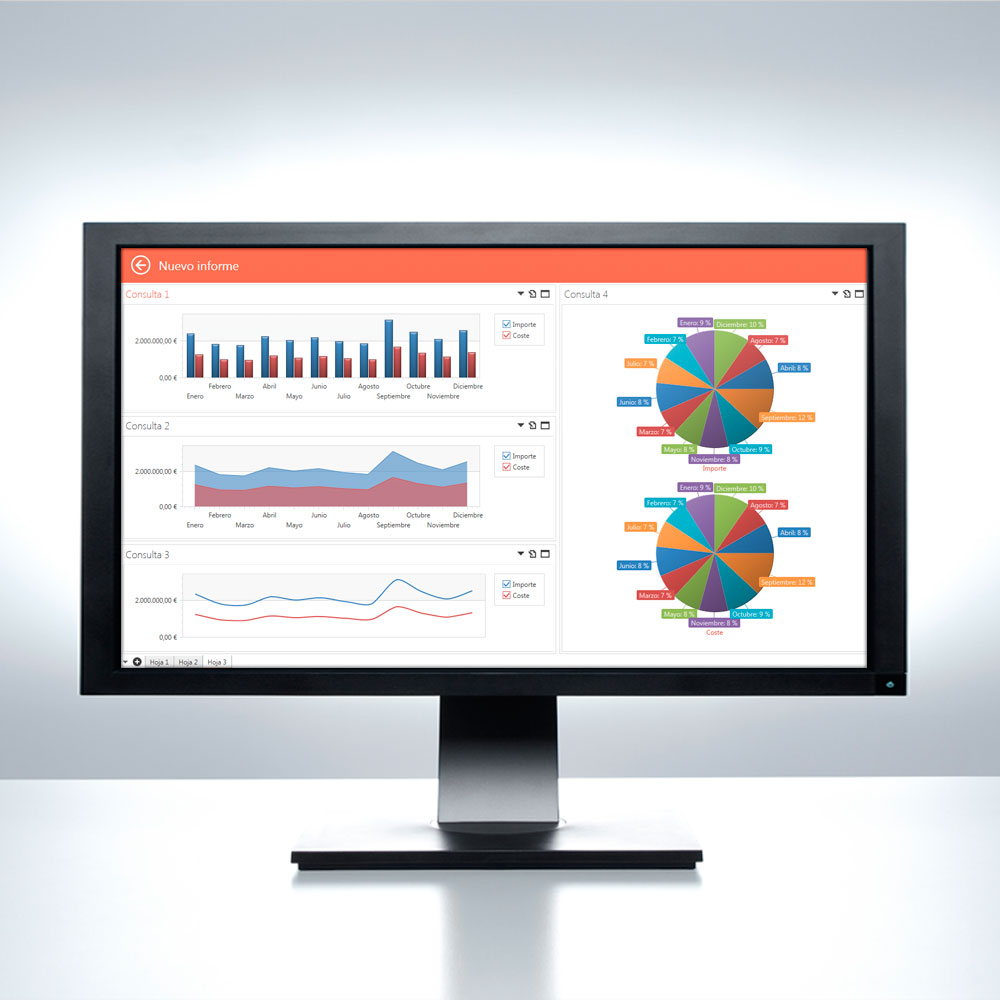 Nuevo informe
Consulta 1
Importe
Coste
2.000.000,00 €
0,00 €
Febrero Abril Junio Agosto Octubre Diciembre
Enero Marzo Mayo Julio Septiembre Noviembre
Consulta 2
Importe
Coste
2.000.000,00 €
0,00 €
Febrero Abril Junio Agosto Octubre Diciembre
Enero Marzo Mayo Julio Septiembre Noviembre
Consulta 3
Importe
Coste
2.000.000,00 €
0,00 €
Hoja 1 Hoja 2 Hoja 3
Consulta 4
Enero: 9 % Diciembre: 10 %
Febrero: 7 % Agosto: 7 %
Julio: 7 % Abril: 8 %
Junio: 8 % Septiembre: 12 %
Marzo: 7 %
Mayo: 8 % Octubre: 9 %
Noviembre: 8 %
Importe
Enero: 9 % Diciembre: 10 %
Febrero: 7 % Agosto: 7 %
Julio: 7 % Abril: 8 %
Junio: 8 % Septiembre: 12 %
Marzo: 7 %
Mayo: 8 % Octubre: 9 %
Noviembre: 8 %
Coste